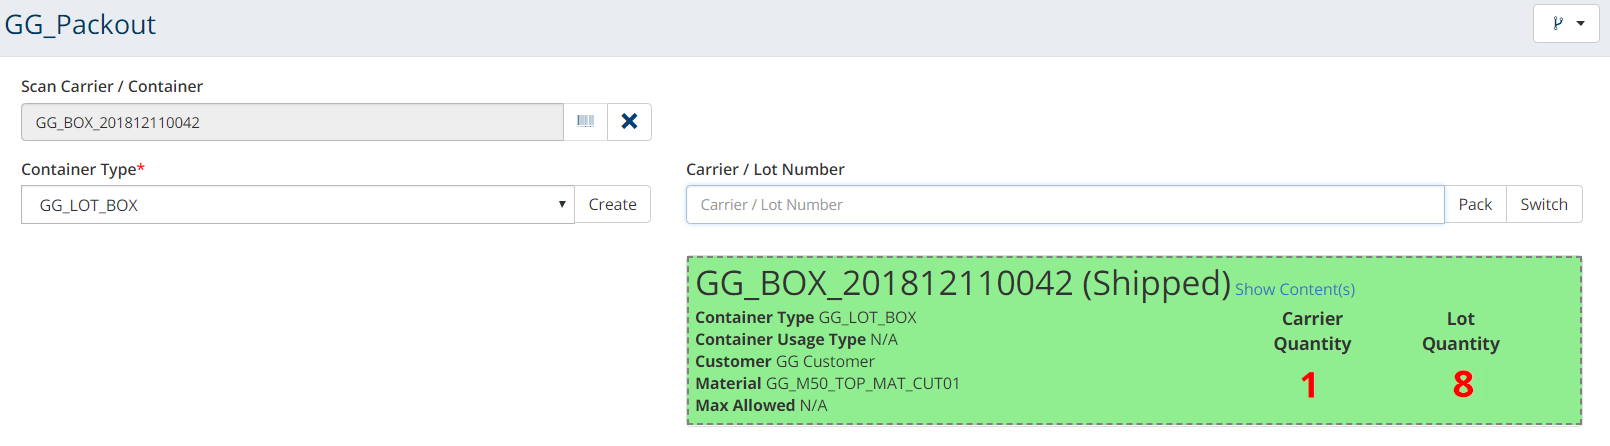 GG_Packout
Scan Carrier / Container
GG_BOX_201812110042
Container Type*
GG_LOT_BOX
Create
Carrier / Lot Number
Carrier / Lot Number
Pack
Switch
GG_BOX_201812110042 (Shipped) Show Content(s)
Container Type GG_LOT_BOX
Container Usage Type N/A
Customer GG Customer
Material GG_M50_TOP_MAT_CUT01
Max Allowed N/A
Carrier
Quantity
1
Lot
Quantity
8